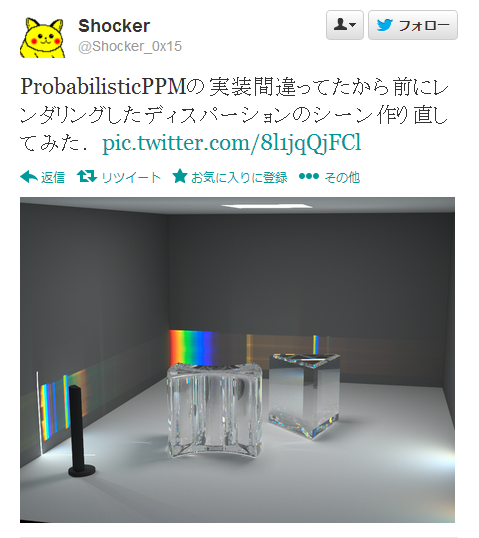 Shocker
@Shocker_0x15
フォロー
ProbabilisticPPMの実装間違ってたから前にレ
ンダリングしたディスパーションのシーン作り直し
てみた． pic.twitter.com/8l1jqQjFCl
返信 リツイート お気に入りに登録 その他